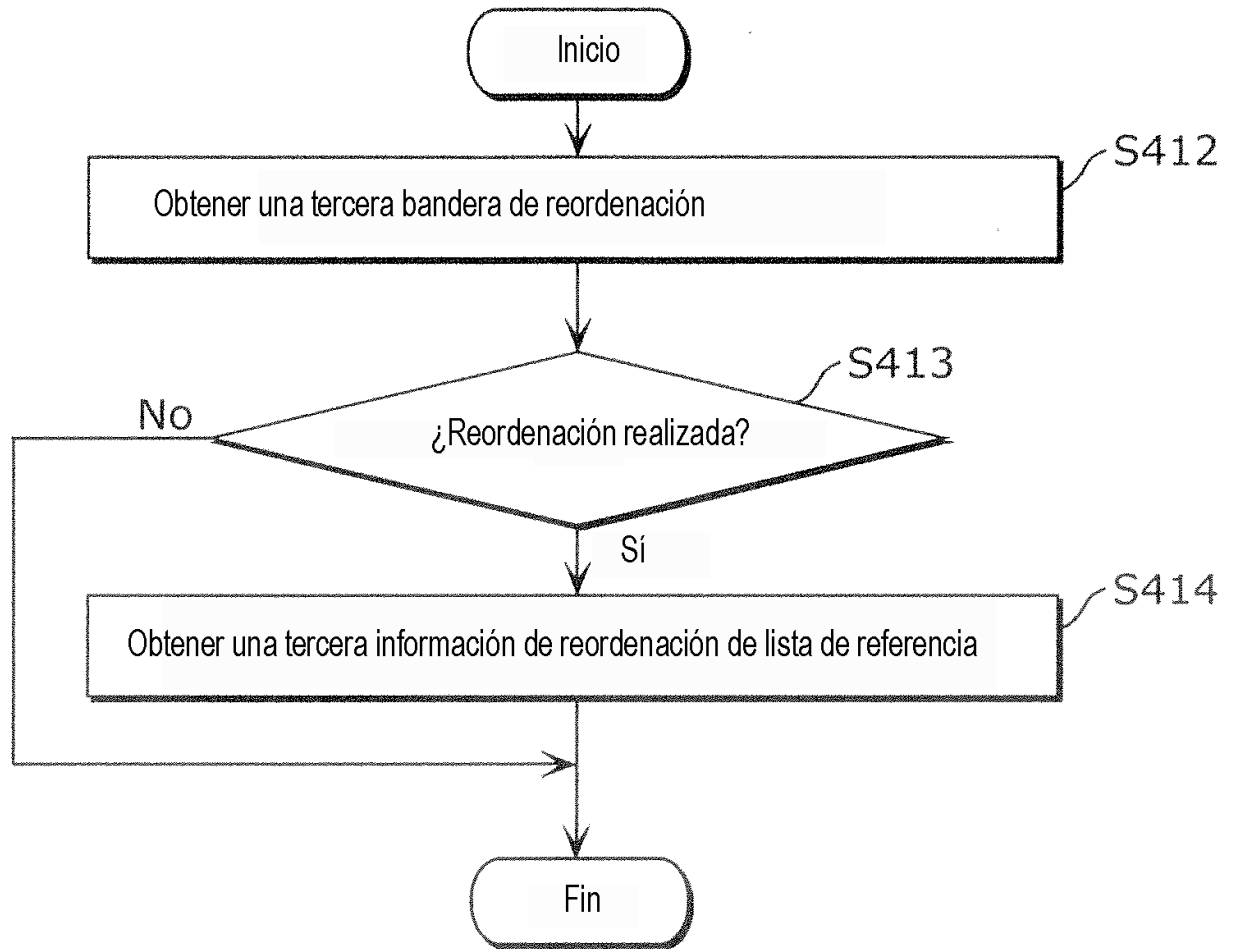 Inicio
S412
Obtener una tercera bandera de reordenación
S413
No
¿Reordenación realizada?
Sí
S414
Obtener una tercera información de reordenación de lista de referencia
Fin